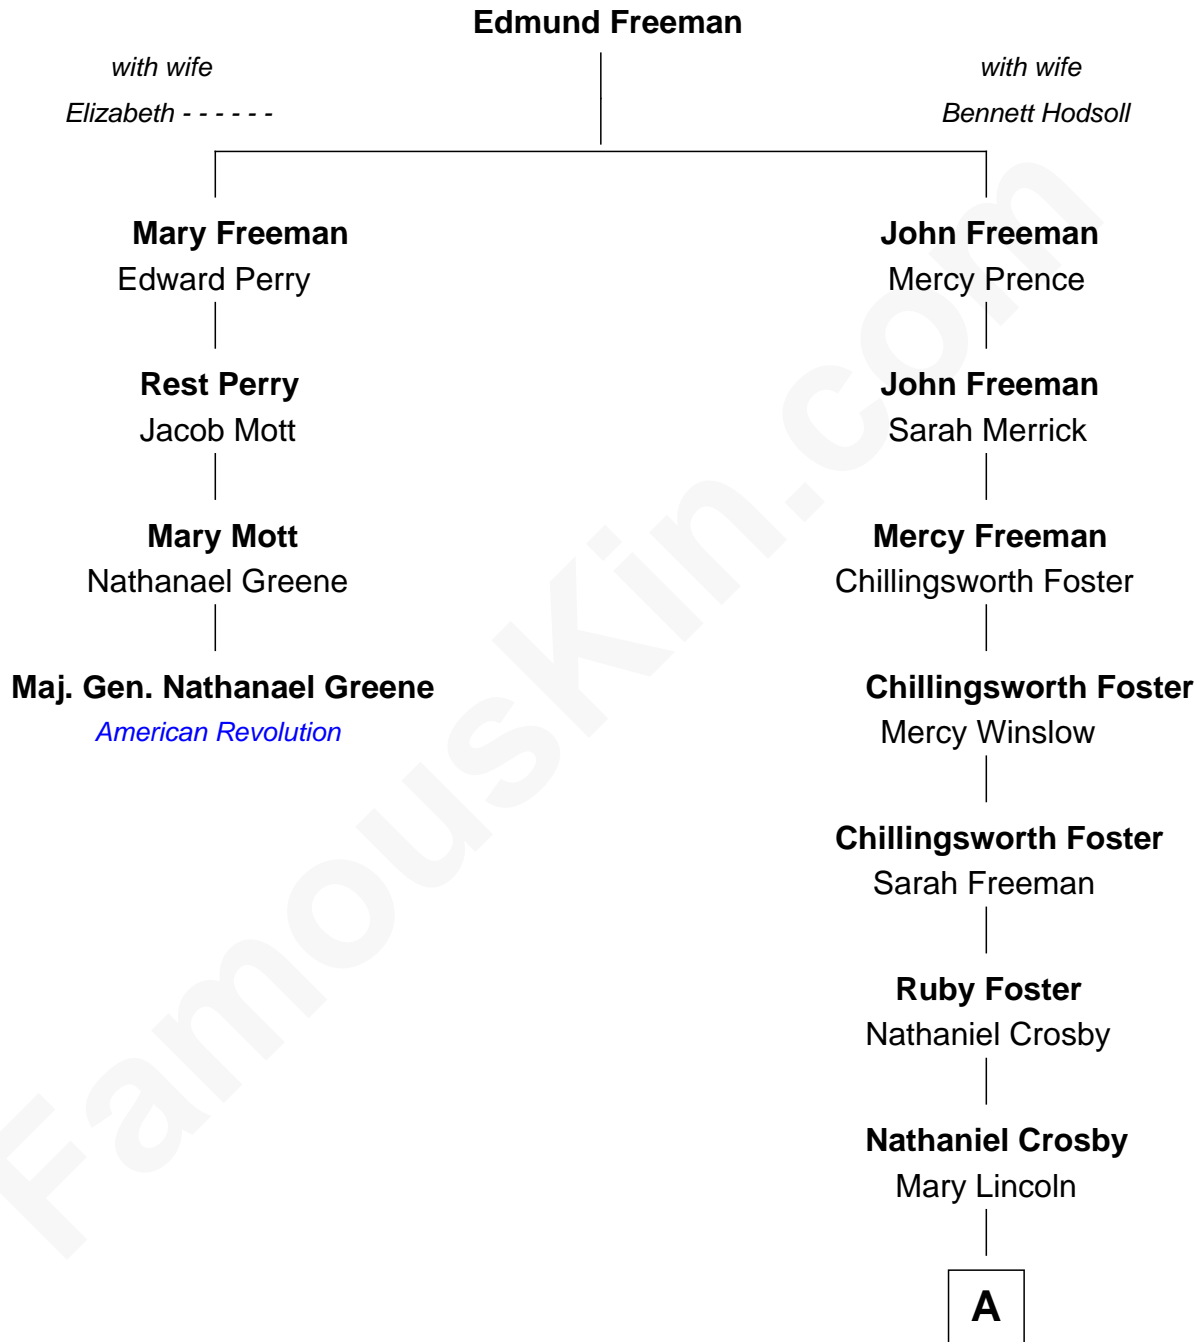 Edmund Freeman
with wife
Elizabeth - - - - - -
with wife
Bennett Hodsoll
Mary Freeman
Edward Perry
John Freeman
Mercy Prence
Rest Perry
Jacob Mott
John Freeman
Sarah Merrick
Mary Mott
Nathanael Greene
Mercy Freeman
Chillingsworth Foster
Maj. Gen. Nathanael Greene
American Revolution
Chillingsworth Foster
Mercy Winslow
Chillingsworth Foster
Sarah Freeman
Ruby Foster
Nathaniel Crosby
Nathaniel Crosby
Mary Lincoln
A
FamousKin.com